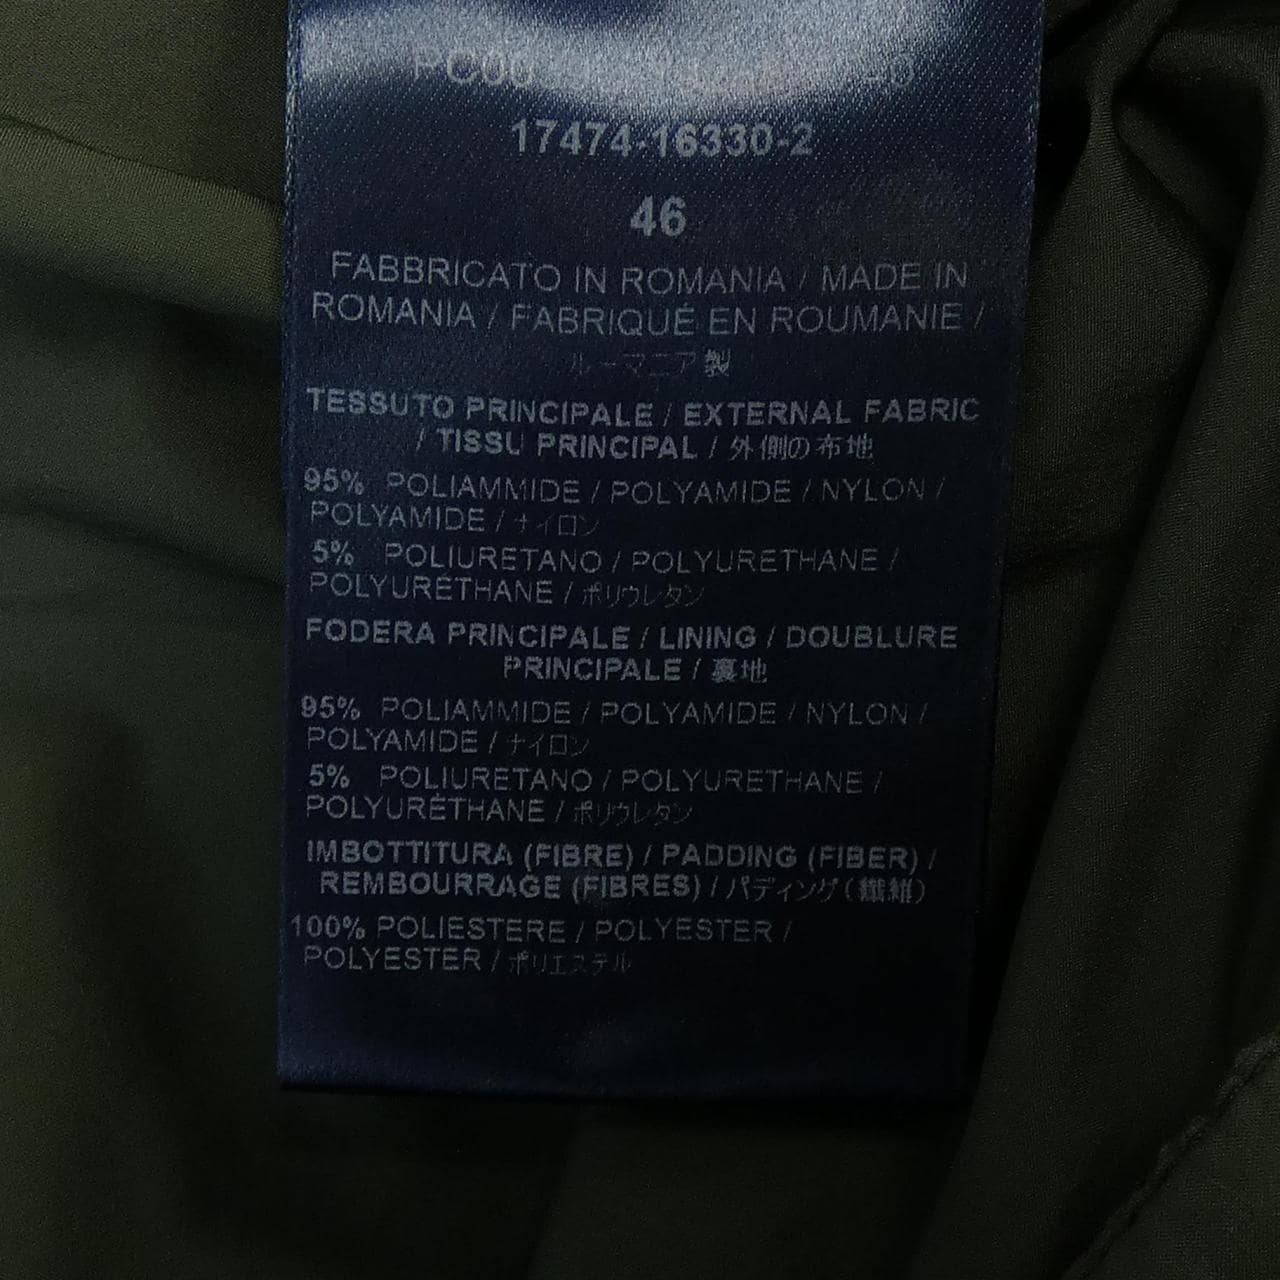 17474-16330-2
46
FABBRICATO IN ROMANIA / MADE IN
ROMANIA / FABRIQUÉ EN ROUMANIE /
ルーマニア製
TESSUTO PRINCIPALE / EXTERNAL FABRIC
/ TISSU PRINCIPAL / 外側の布地
95% POLIAMMIDE / POLYAMIDE / NYLON /
POLYAMIDE / ナイロン
5% POLIURETANO / POLYURETHANE /
POLYURÉTHANE / ポリウレタン
FODERA PRINCIPALE / LINING / DOUBLURE
PRINCIPALE / 裏地
95% POLIAMMIDE / POLYAMIDE / NYLON /
POLYAMIDE / ナイロン
5% POLIURETANO / POLYURETHANE /
POLYURÉTHANE / ポリウレタン
IMBOTTITURA (FIBRE) / PADDING (FIBER) /
REMBOURRAGE (FIBRES) / パディング(繊維)
100% POLIESTERE / POLYESTER /
POLYESTER / ポリエステル